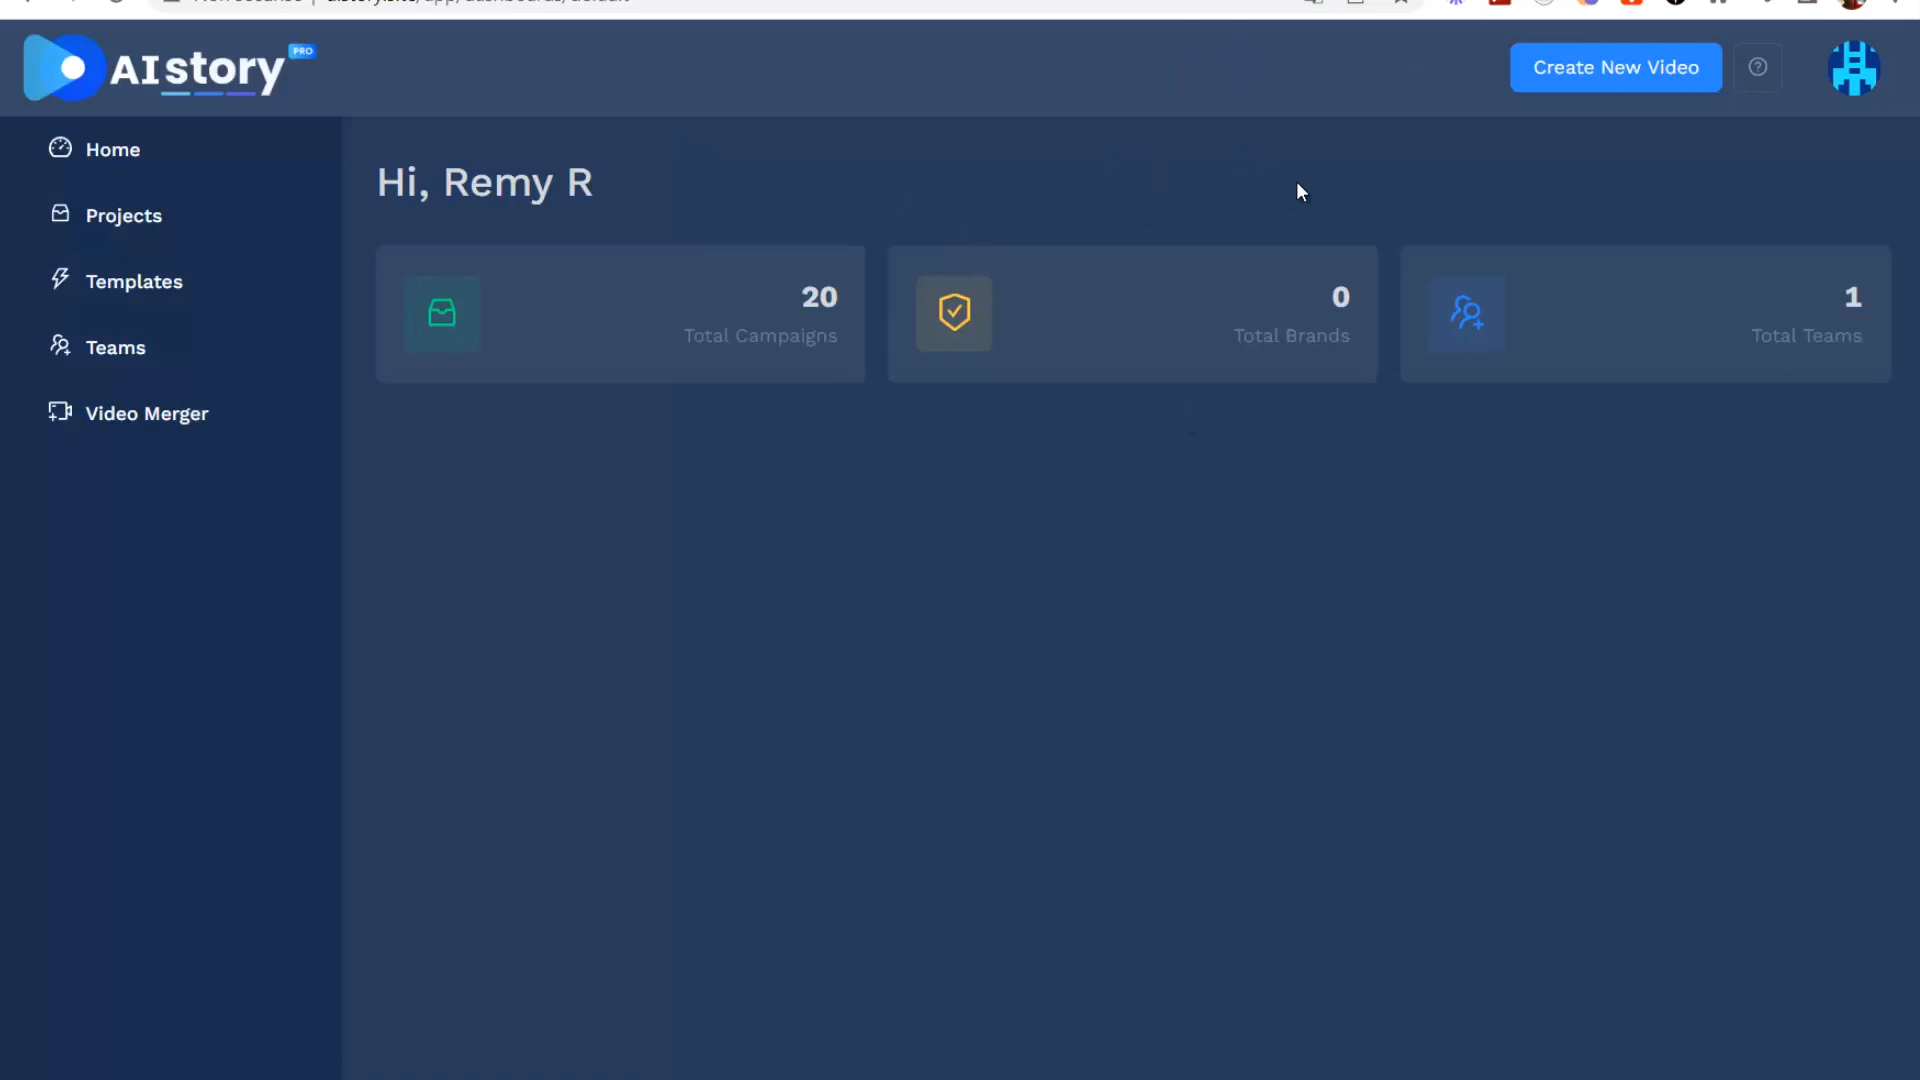 AIstory PRO
Create New Video
Home
Projects
Templates
Teams
Video Merger
Hi, Remy R
20
Total Campaigns
0
Total Brands
1
Total Teams